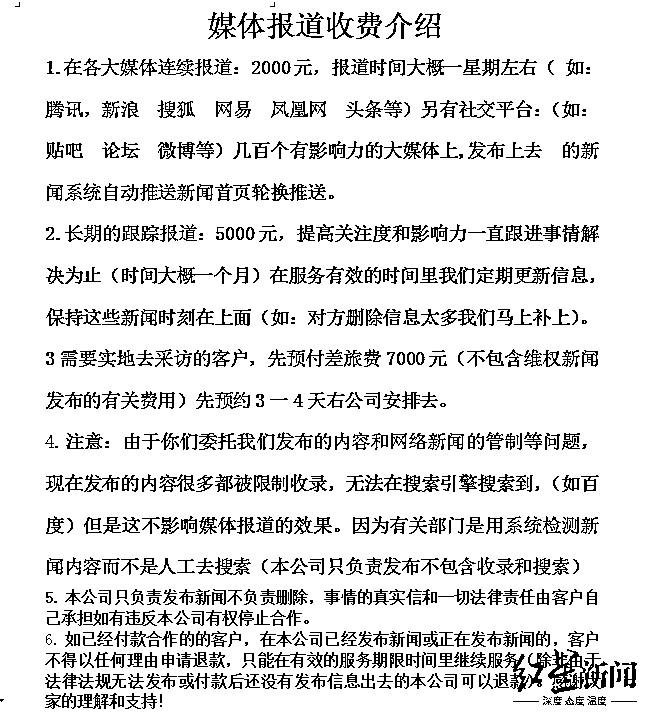 媒体报道收费介绍
1.在各大媒体连续报道：2000元，报道时间大概一星期左右（ 如：
腾讯，新浪 搜狐 网易 凤凰网 头条等）另有社交平台：（如：
贴吧 论坛 微博等）几百个有影响力的大媒体上,发布上去 的新
闻系统自动推送新闻首页轮换推送。
2.长期的跟踪报道：5000元，提高关注度和影响力一直跟进事情解
决为止（时间大概一个月）在服务有效的时间里我们定期更新信息，
保持这些新闻时刻在上面（如：对方删除信息太多我们马上补上）。
3需要实地去采访的客户，先预付差旅费7000元（不包含维权新闻
发布的有关费用）先预约3一4天右公司安排去。
4.注意：由于你们委托我们发布的内容和网络新闻的管制等问题，
现在发布的内容很多都被限制收录，无法在搜索引擎搜索到，（如百
度）但是这不影响媒体报道的效果。因为有关部门是用系统检测新
闻内容而不是人工去搜索（本公司只负责发布不包含收录和搜索）
5.本公司只负责发布新闻不负责删除，事情的真实信和一切法律责任由客户自
己承担如有违反本公司有权停止合作。
6.如已经付款合作的的客户，在本公司已经发布新闻或正在发布新闻的，客户
不得以任何理由申请退款，只能在有效的服务期限时间里继续服务（除非由于
法律法规无法发布或付款后还没有发布信息出去的本公司可以退款）。感谢
家的理解和支持!
红星新闻
深度 态度 温度